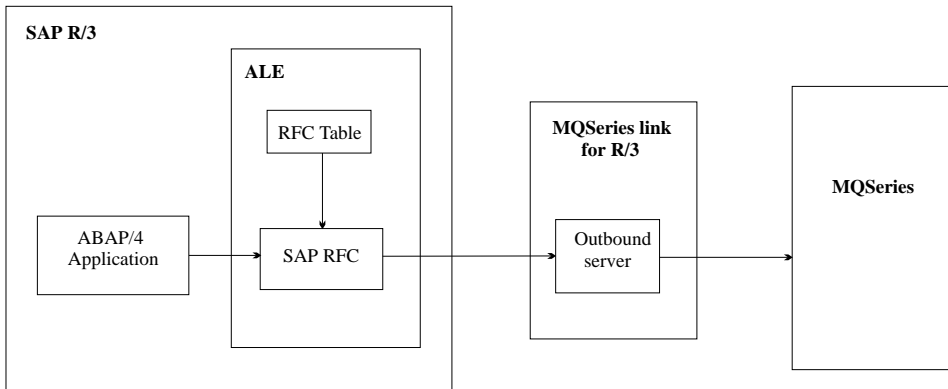 SAP R/3
ALE
RFC Table
ABAP/4
Application
SAP RFC
MQSeries link
for R/3
Outbound
server
MQSeries